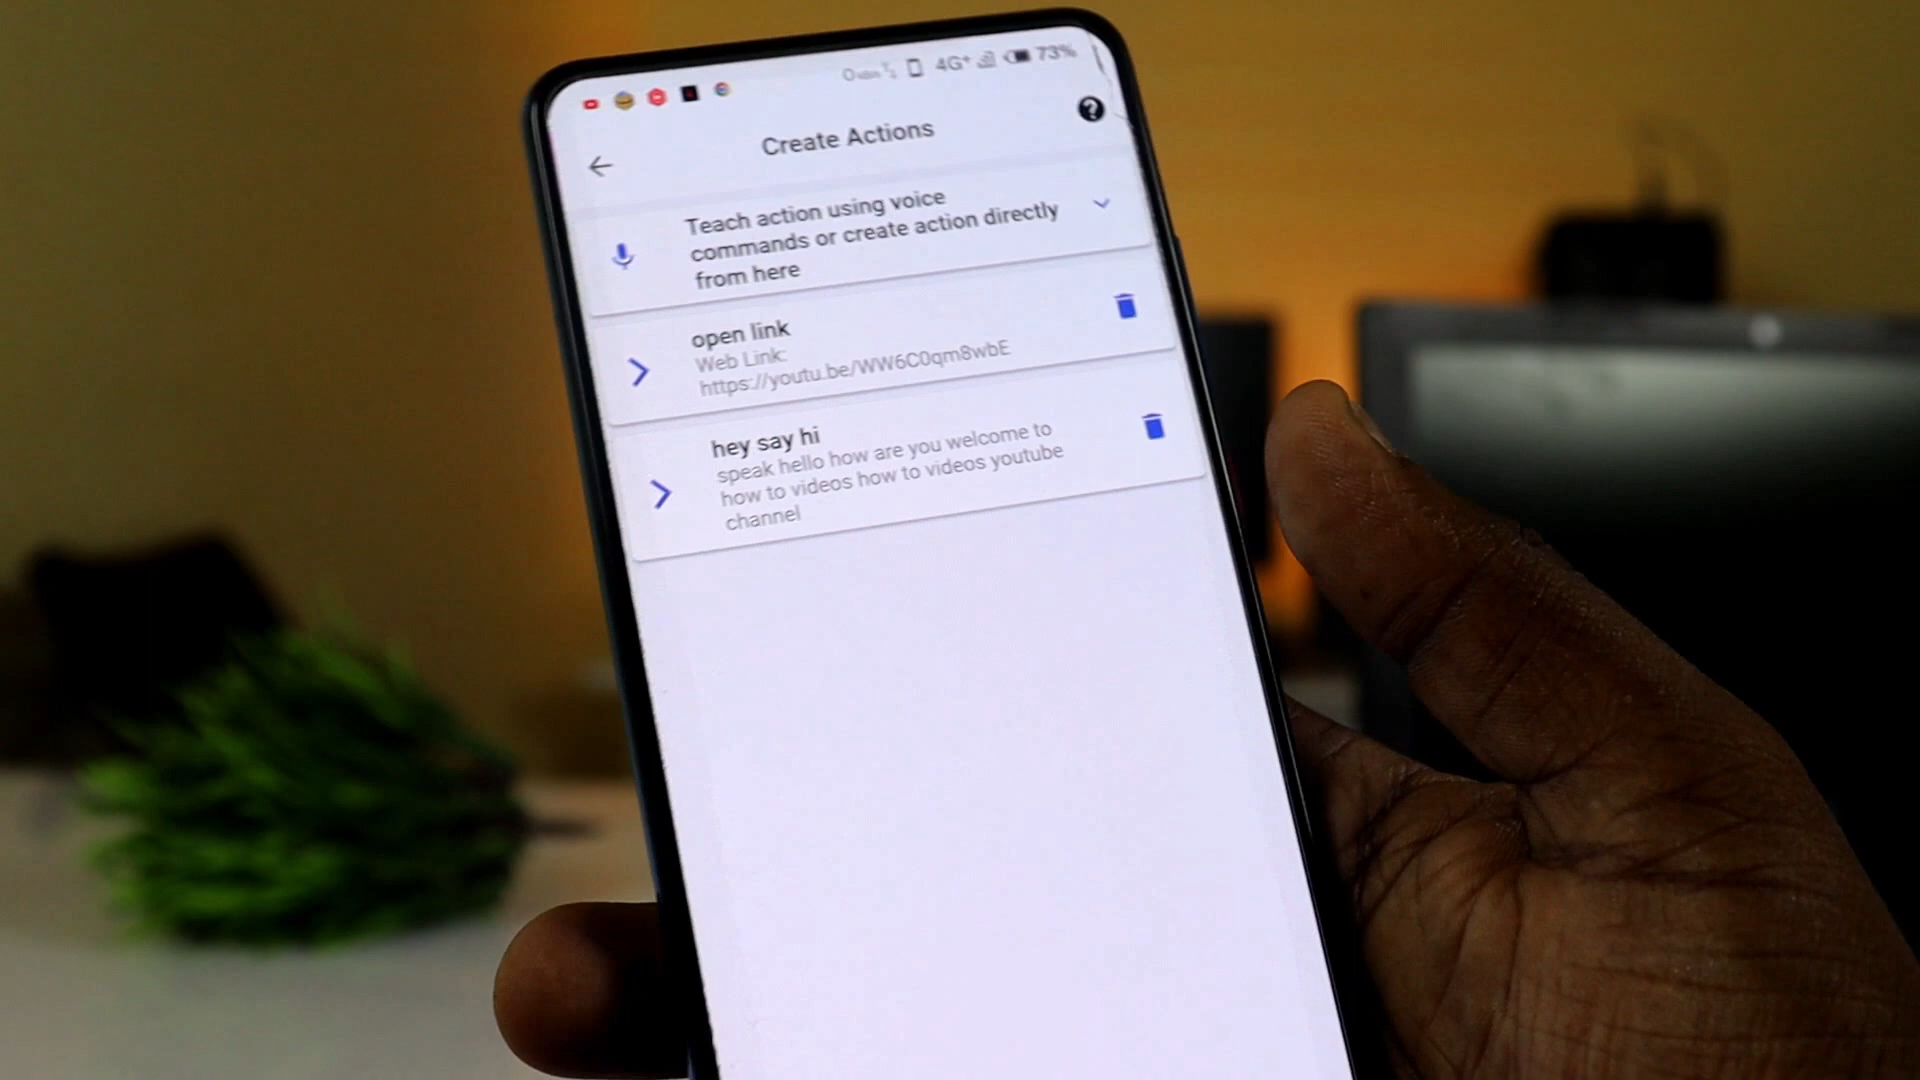 4G+ 73%
Create Actions
Teach action using voice
commands or create action directly
from here
open link
Web Link:
https://youtu.be/WW6C0qm8wbE
hey say hi
speak hello how are you welcome to
how to videos how to videos youtube
channel